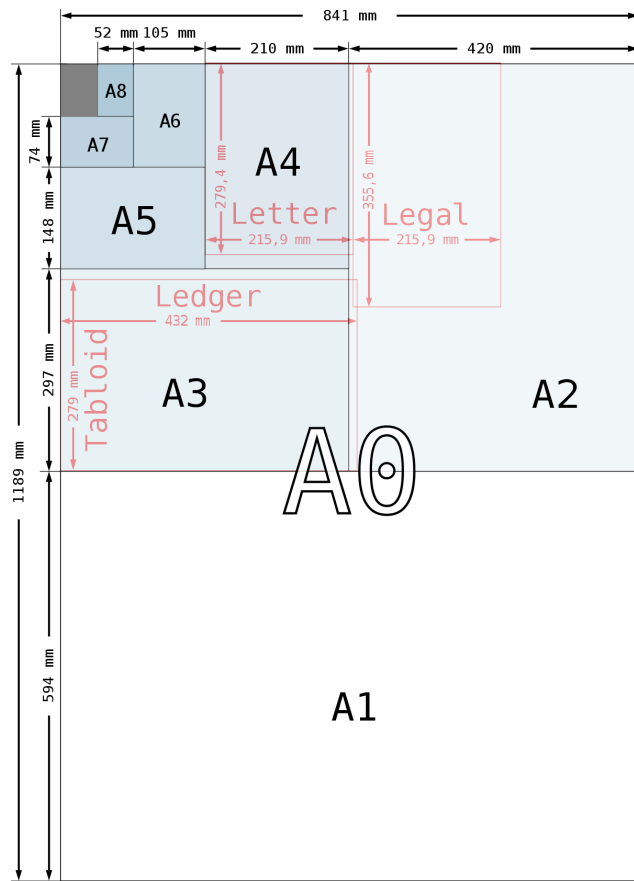 841 mm
52 mm
105 mm
210 mm
420 mm
A8
A7
A6
A5
A4
74 mm
148 mm
279,4 mm
355,6 mm
Letter
215,9 mm
Legal
215,9 mm
Ledger
432 mm
279 mm
Tabloid
297 mm
A3
A2
1189 mm
A0
594 mm
A1